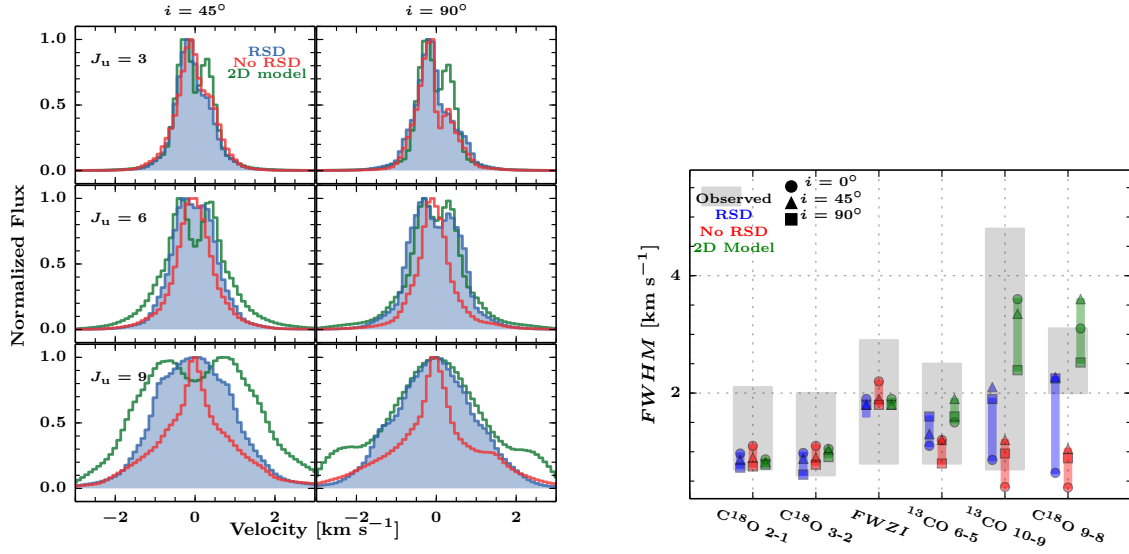 i = 45° i = 90°
J_u = 3
RSD
No RSD
2D model
J_u = 6
J_u = 9
Normalized Flux
1.0
0.5
0.0
1.0
0.5
0.0
1.0
0.5
0.0
−2 0 2 −2 0 2
Velocity [km s⁻¹]
Observed
RSD
No RSD
2D Model
i = 0°
i = 45°
i = 90°
FWHM [km s⁻¹]
4
2
C¹⁸O 2-1 C¹⁸O 3-2 FWZI ¹³CO 6-5 ¹³CO 10-9 C¹⁸O 9-8